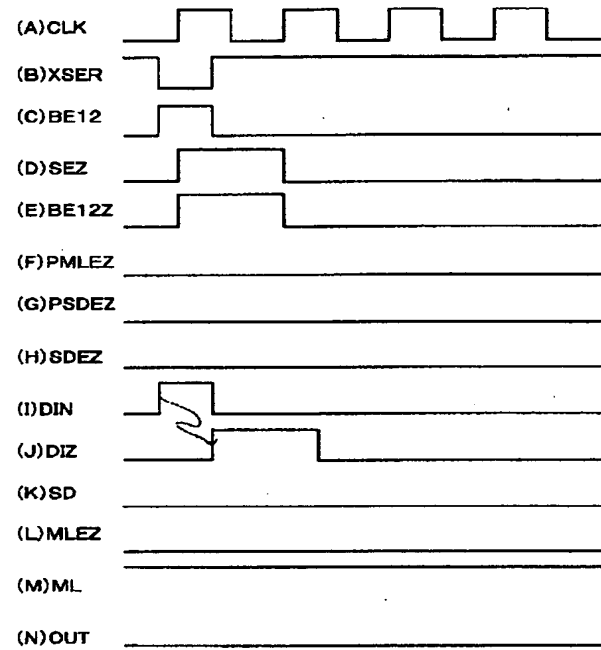 (A)CLK
(B)XSER
(C)BE12
(D)SEZ
(E)BE12Z
(F)PMLEZ
(G)PSDEZ
(H)SDEZ
(I)DIN
(J)DIZ
(K)SD
(L)MLEZ
(M)ML
(N)OUT